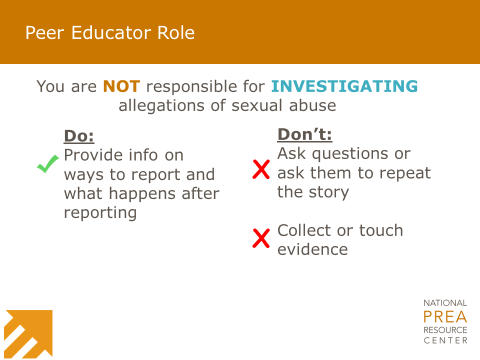 Peer Educator Role
You are NOT responsible for INVESTIGATING
allegations of sexual abuse
Do:
Provide info on
ways to report and
what happens after
reporting
Don’t:
Ask questions or
ask them to repeat
the story
Collect or touch
evidence
NATIONAL
PREA
RESOURCE
CENTER